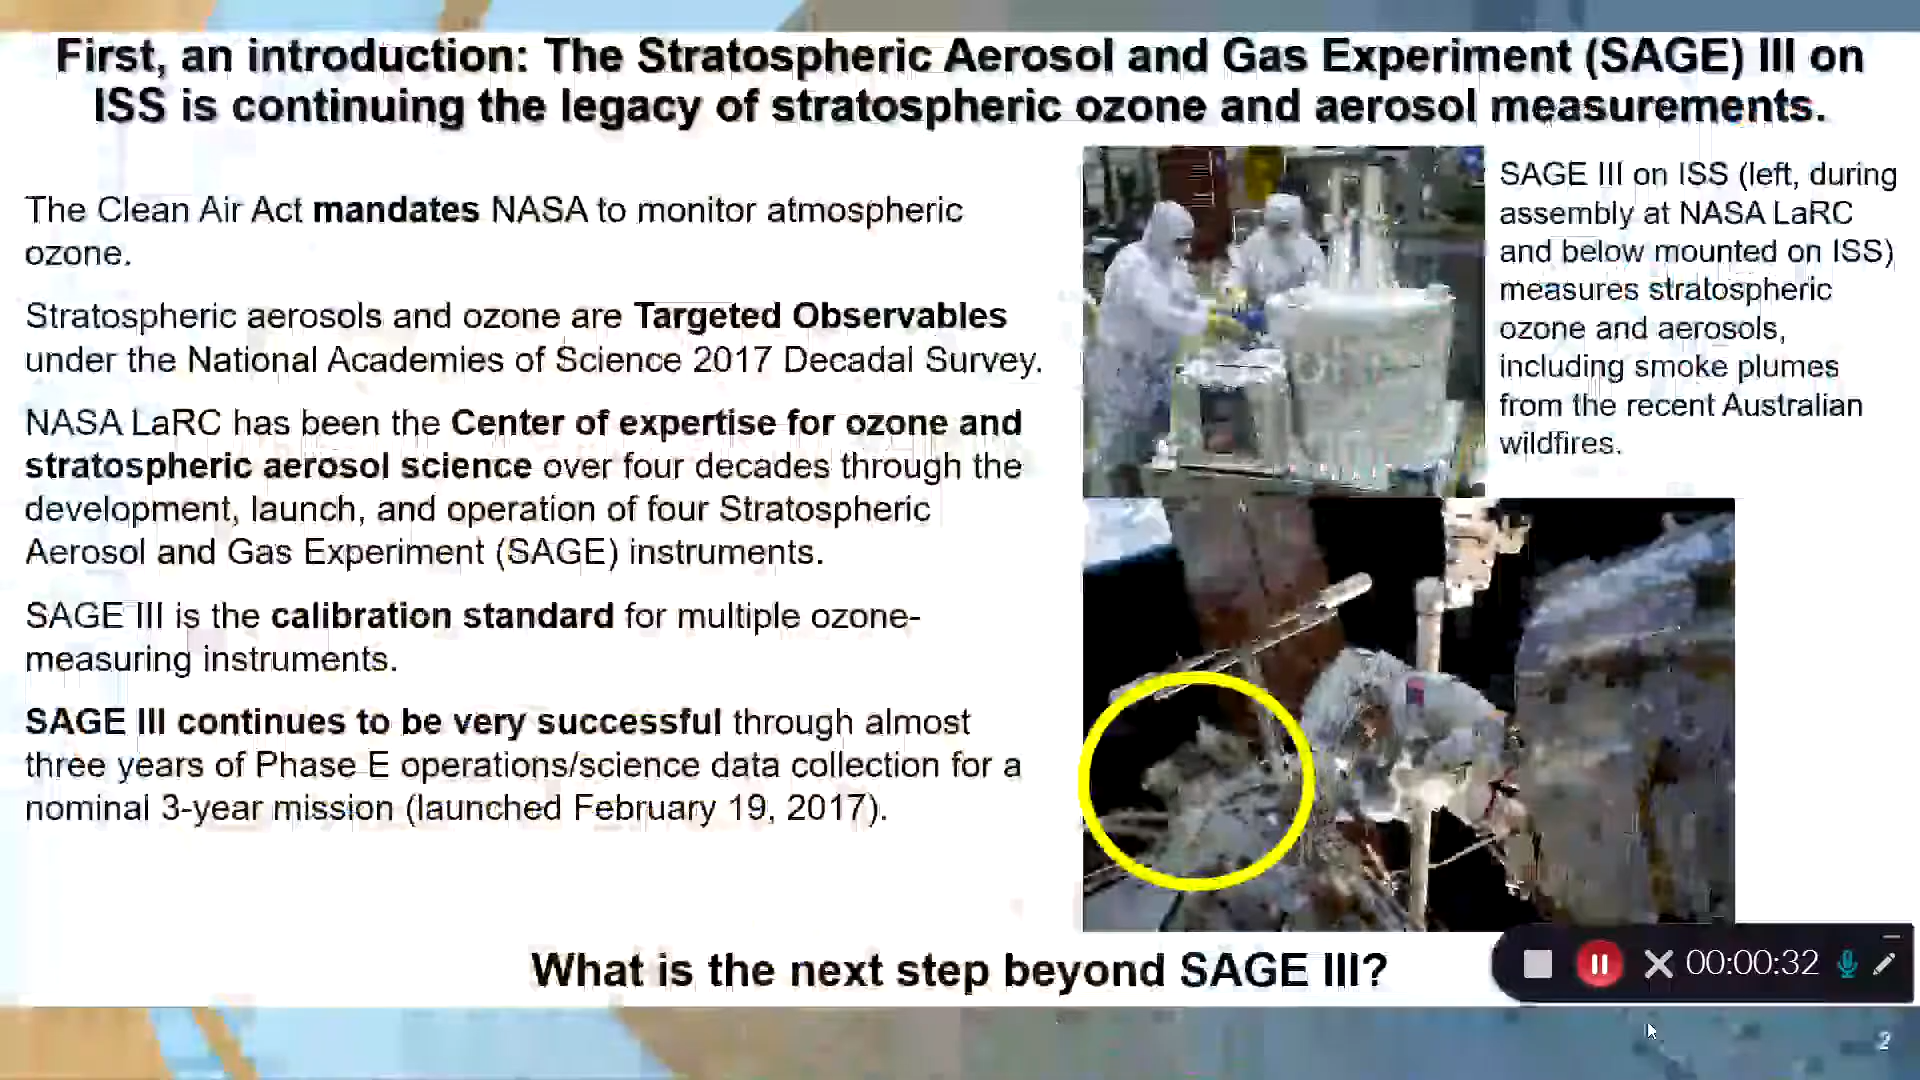 First, an introduction: The Stratospheric Aerosol and Gas Experiment (SAGE) III on
ISS is continuing the legacy of stratospheric ozone and aerosol measurements.
The Clean Air Act mandates NASA to monitor atmospheric
ozone.
Stratospheric aerosols and ozone are Targeted Observables
under the National Academies of Science 2017 Decadal Survey.
NASA LaRC has been the Center of expertise for ozone and
stratospheric aerosol science over four decades through the
development, launch, and operation of four Stratospheric
Aerosol and Gas Experiment (SAGE) instruments.
SAGE III is the calibration standard for multiple ozone-
measuring instruments.
SAGE III continues to be very successful through almost
three years of Phase E operations/science data collection for a
nominal 3-year mission (launched February 19, 2017).
SAGE III on ISS (left, during
assembly at NASA LaRC
and below mounted on ISS)
measures stratospheric
ozone and aerosols,
including smoke plumes
from the recent Australian
wildfires.
What is the next step beyond SAGE III?
00:00:32
2